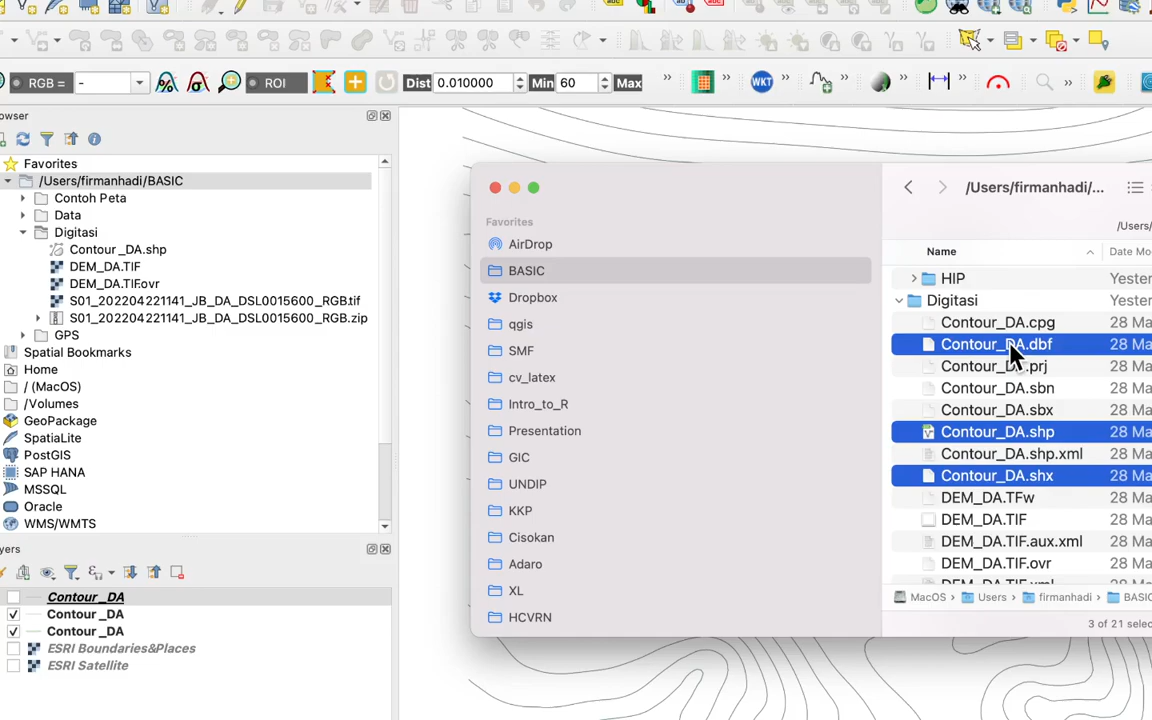 RGB = -
ROI
Dist 0.010000 Min 60 Max
WKT
owser
Favorites
/Users/firmanhadi/BASIC
Contoh Peta
Data
Digitasi
Contour_DA.shp
DEM_DA.TIF
DEM_DA.TIF.ovr
S01_202204221141_JB_DA_DSL0015600_RGB.tif
S01_202204221141_JB_DA_DSL0015600_RGB.zip
GPS
Spatial Bookmarks
Home
/ (MacOS)
/Volumes
GeoPackage
SpatiaLite
PostGIS
SAP HANA
MSSQL
Oracle
WMS/WMTS
yers
Contour_DA
Contour_DA
Contour_DA
ESRI Boundaries&Places
ESRI Satellite
Favorites
AirDrop
BASIC
Dropbox
qgis
SMF
cv_latex
Intro_to_R
Presentation
GIC
UNDIP
KKP
Cisokan
Adaro
XL
HCVRN
/Users/firmanhadi/...
/Users/
Name Date Mo
HIP Yester
Digitasi Yester
Contour_DA.cpg 28 Ma
Contour_DA.dbf 28 Ma
Contour_DA.prj 28 Ma
Contour_DA.sbn 28 Ma
Contour_DA.sbx 28 Ma
Contour_DA.shp 28 Ma
Contour_DA.shp.xml 28 Ma
Contour_DA.shx 28 Ma
DEM_DA.TFw 28 Ma
DEM_DA.TIF 28 Ma
DEM_DA.TIF.aux.xml 28 Ma
DEM_DA.TIF.ovr 28 Ma
DEM_DA.TIF.xml 28 Ma
MacOS › Users › firmanhadi › BASIC
3 of 21 selec